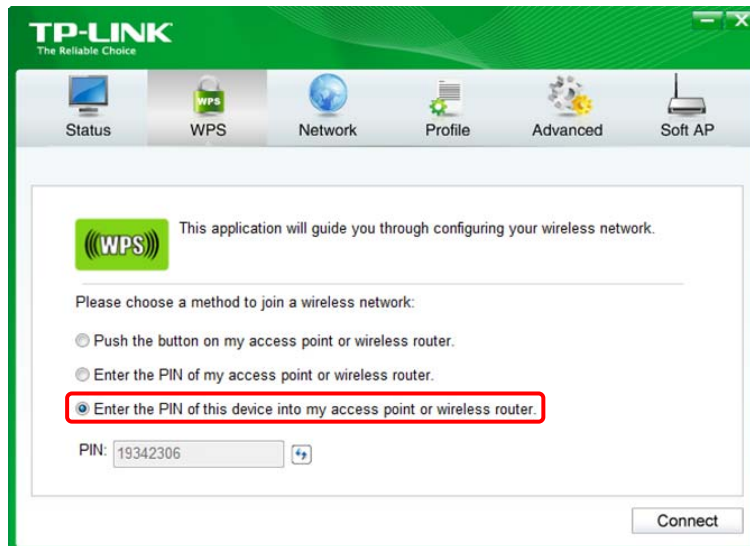 TP-LINK
The Reliable Choice
WPS
Status
WPS
Network
Profile
Advanced
Soft AP
(((WPS)))
This application will guide you through configuring your wireless network.
Please choose a method to join a wireless network:
Push the button on my access point or wireless router.
Enter the PIN of my access point or wireless router.
Enter the PIN of this device into my access point or wireless router.
PIN: 19342306
Connect